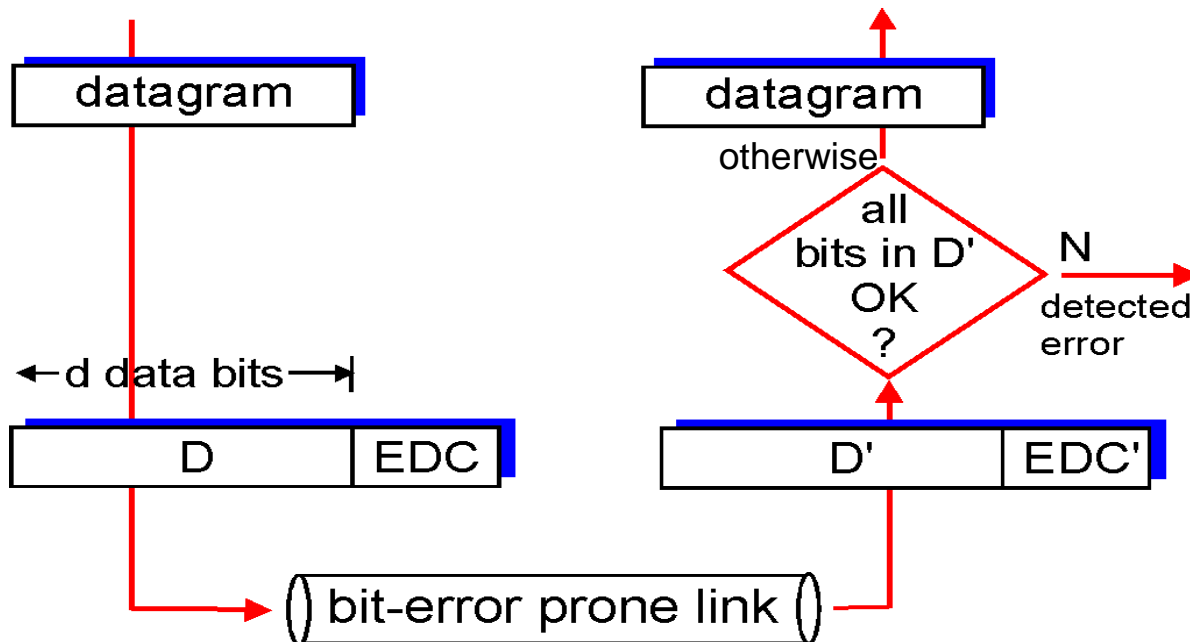 datagram
d data bits
D
EDC
bit-error prone link
datagram
otherwise
all
bits in D'
OK
?
N
detected
error
D'
EDC'